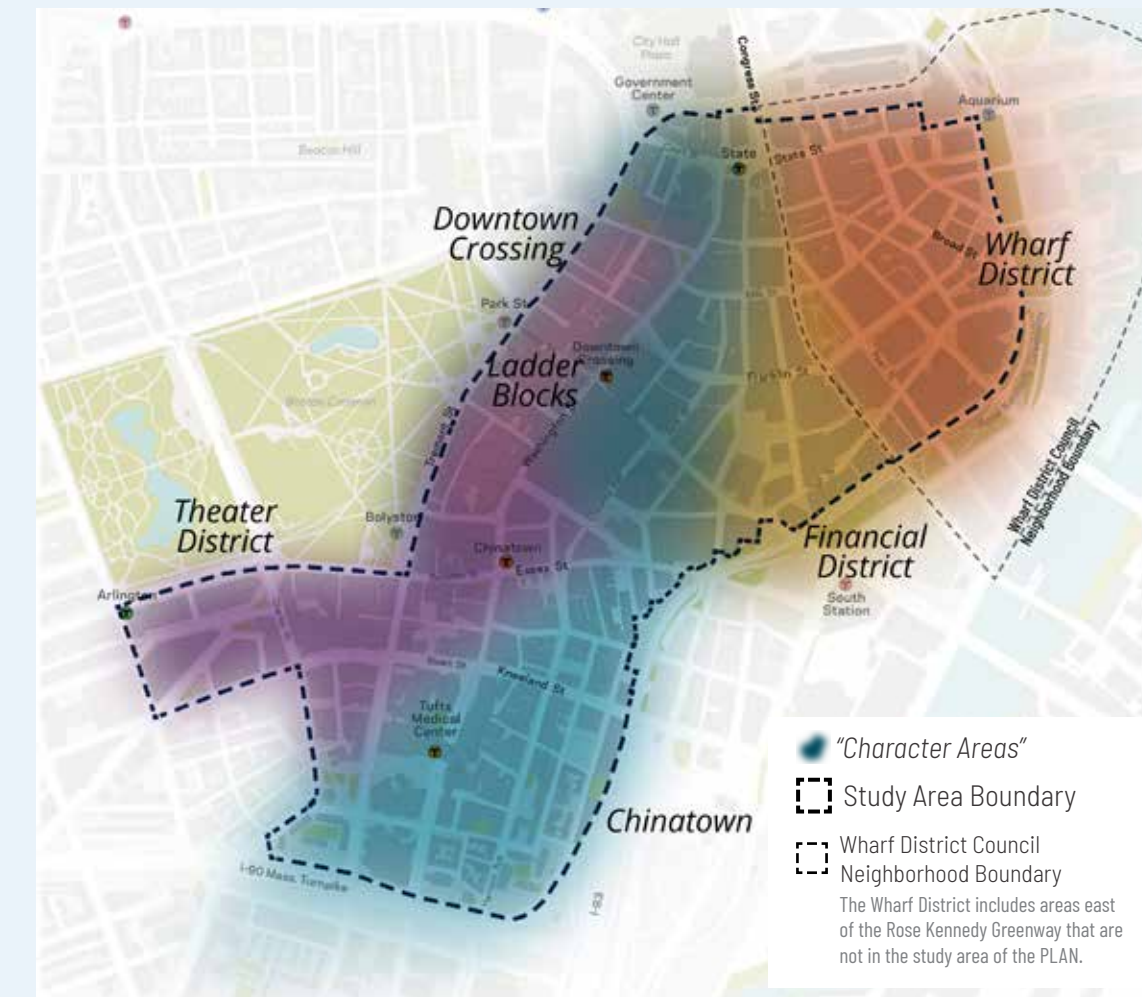 City Hall
Plaza
Government
Center
Congress St
Aquarium
Beacon Hill
State
State St
Downtown
Crossing
Broad St
Wharf
District
Park St
Downtown
Crossing
Ladder
Blocks
Franklin St
Boston Common
Tremont St
Washington
Wharf District Council
Neighborhood Boundary
Theater
District
Boylston
Chinatown
Essex St
Financial
District
South
Station
Arlington
Kneeland St
Tufts
Medical
Center
Chinatown
I-90 Mass. Turnpike
I-93
“Character Areas”
Study Area Boundary
Wharf District Council
Neighborhood Boundary
The Wharf District includes areas east
of the Rose Kennedy Greenway that are
not in the study area of the PLAN.